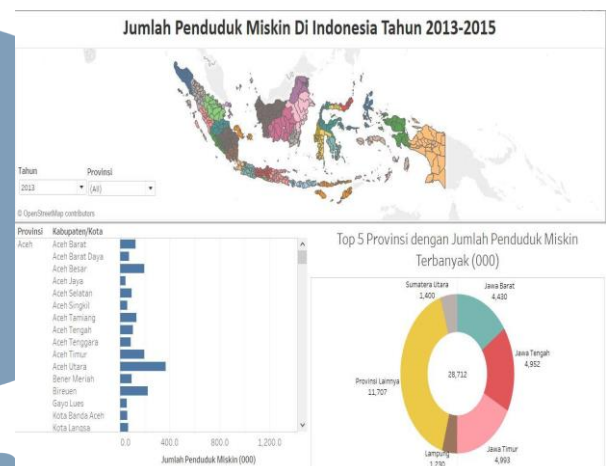 Jumlah Penduduk Miskin Di Indonesia Tahun 2013-2015
Tahun Provinsi
2013 (All)
© OpenStreetMap contributors
Provinsi Kabupaten/Kota
Aceh Aceh Barat
Aceh Barat Daya
Aceh Besar
Aceh Jaya
Aceh Selatan
Aceh Singkil
Aceh Tamiang
Aceh Tengah
Aceh Tenggara
Aceh Timur
Aceh Utara
Bener Meriah
Bireuen
Gayo Lues
Kota Banda Aceh
Kota Langsa
0.0 400.0 800.0 1,200.0
Jumlah Penduduk Miskin (000)
Top 5 Provinsi dengan Jumlah Penduduk Miskin
Terbanyak (000)
Sumatera Utara
1,400
Jawa Barat
4,430
Jawa Tengah
4,952
28,712
Provinsi Lainnya
11,707
Lampung
1,230
Jawa Timur
4,993